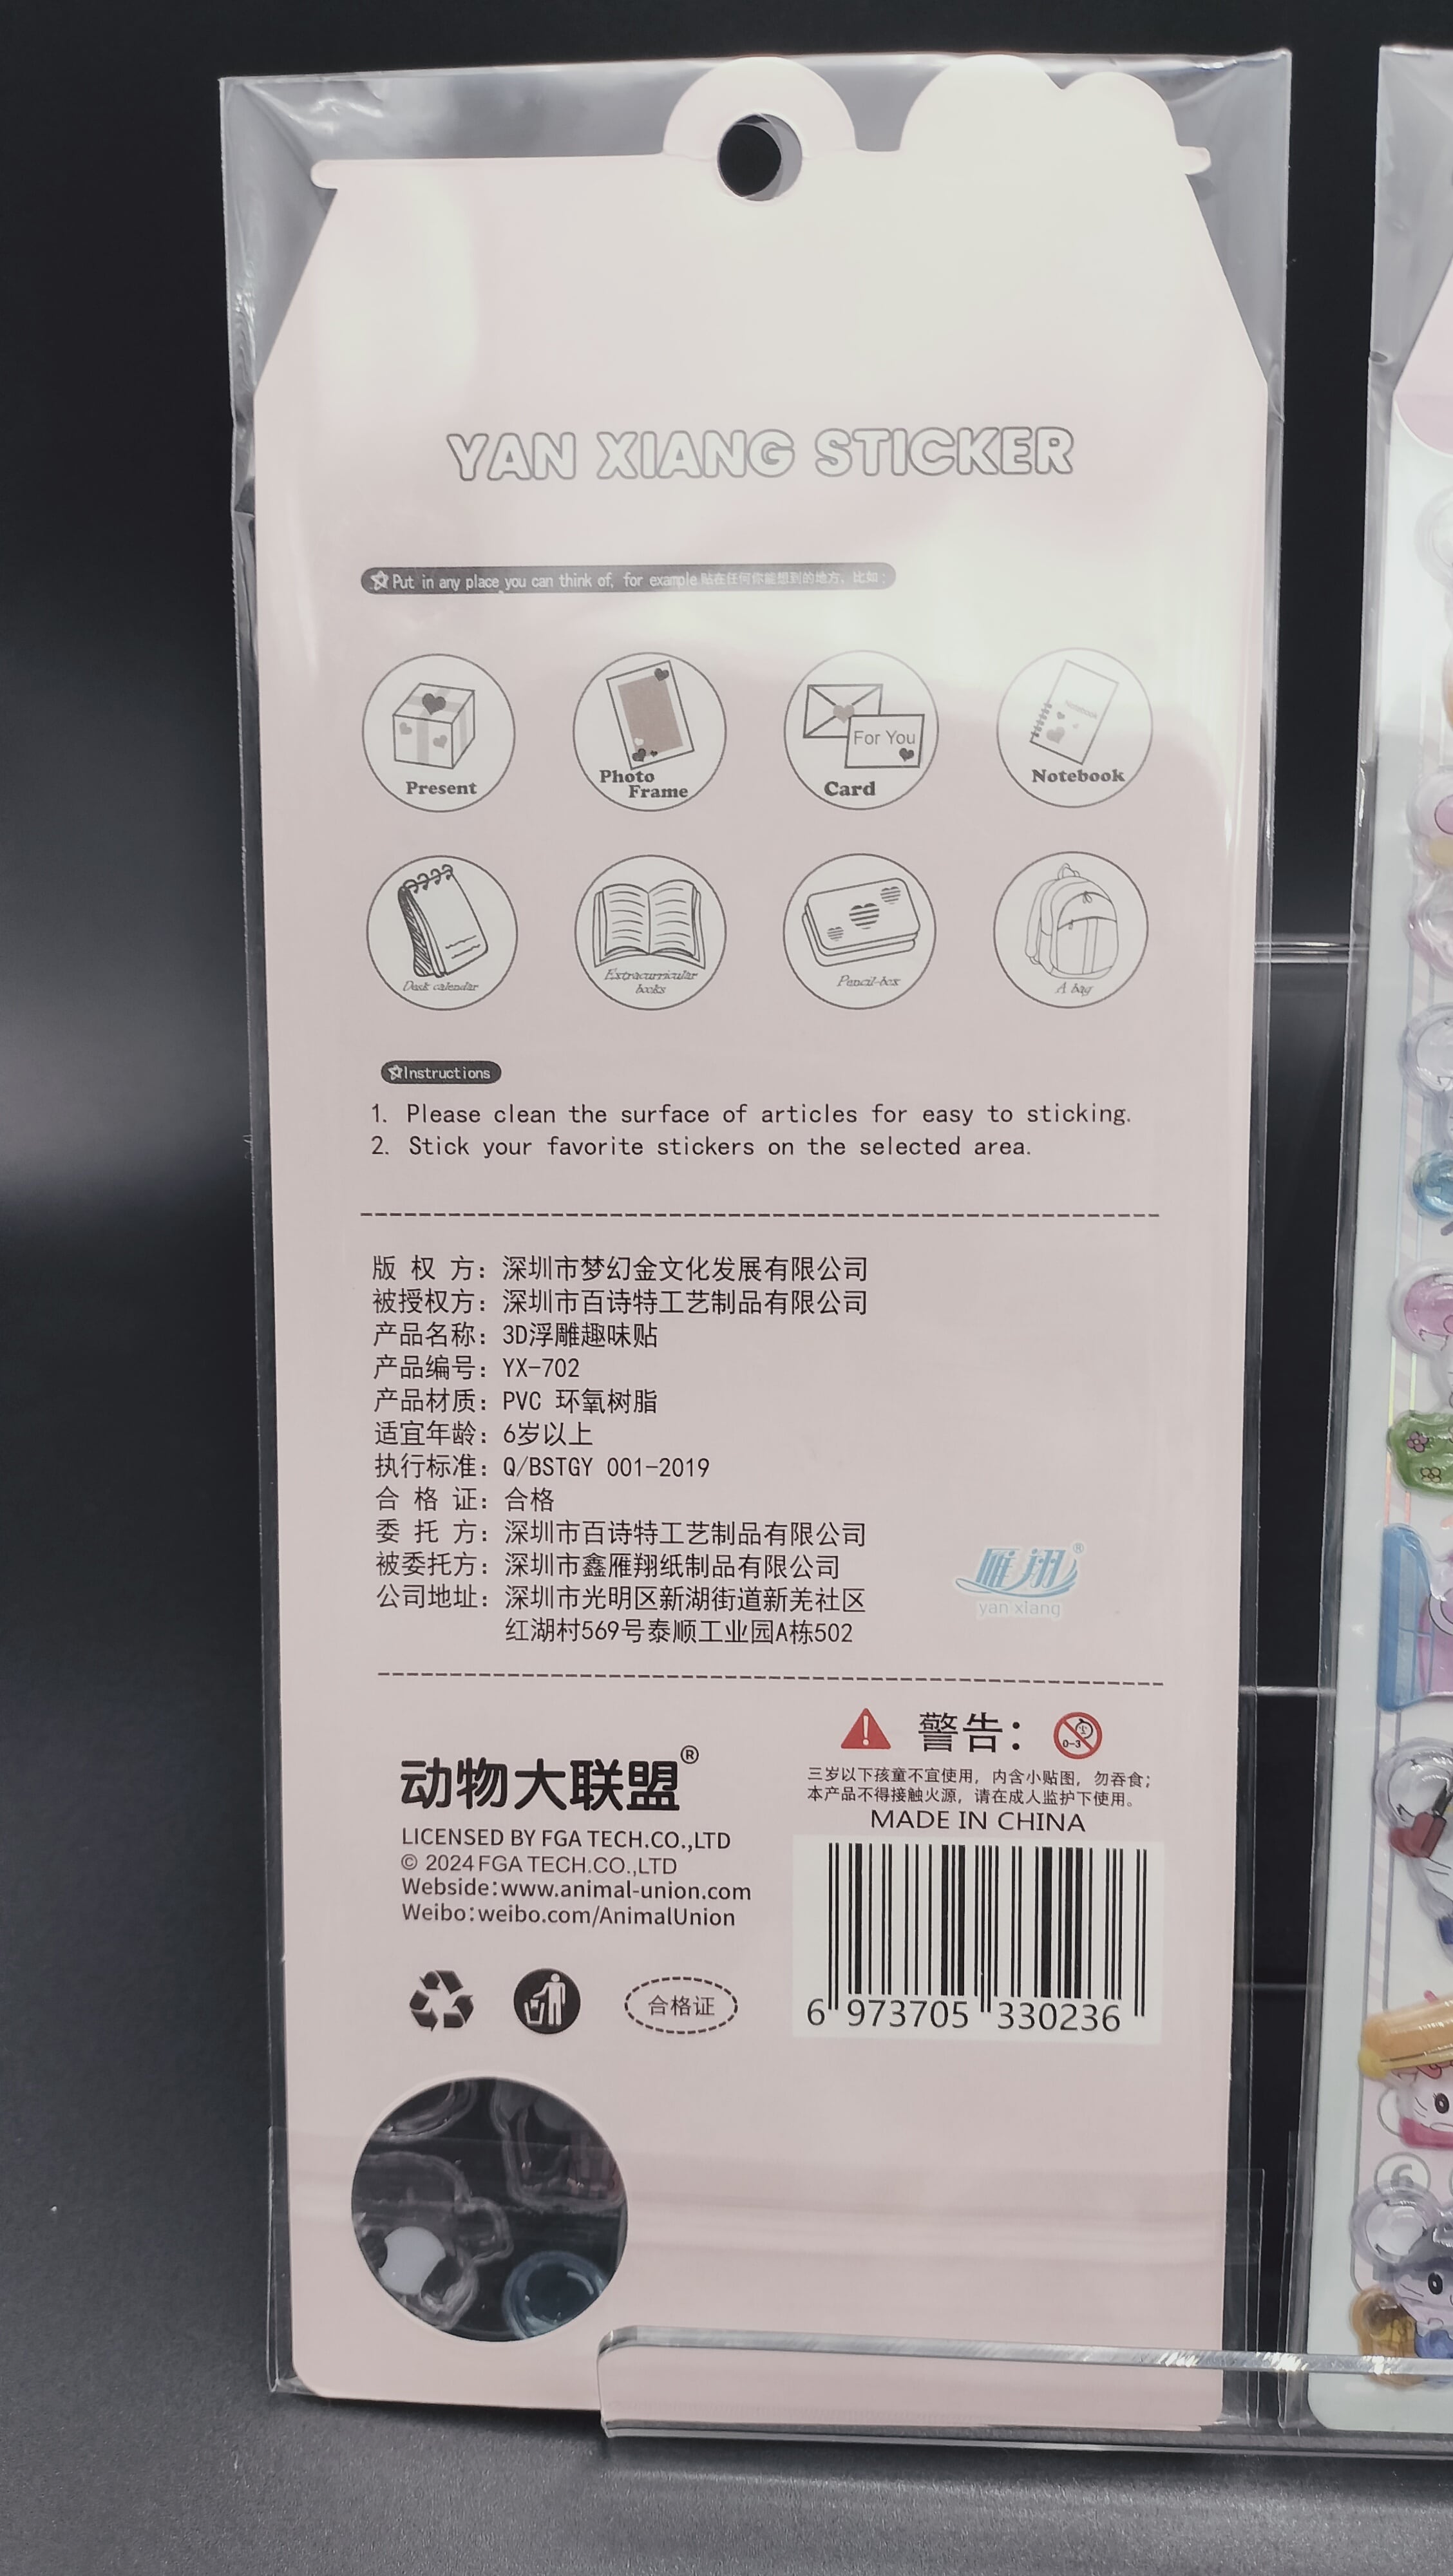 YAN XIANG STICKER
Put in any place you can think of, for example 贴在任何你能想到的地方, 比如:
Present
Photo
Frame
For You
Card
Notebook
Notebook
Desk calendar
Extracurricular
books
Pencil-box
A bag
Instructions
1. Please clean the surface of articles for easy to sticking.
2. Stick your favorite stickers on the selected area.
版 权 方：深圳市梦幻金文化发展有限公司
被授权方：深圳市百诗特工艺制品有限公司
产品名称：3D浮雕趣味贴
产品编号：YX-702
产品材质：PVC 环氧树脂
适宜年龄：6岁以上
执行标准：Q/BSTGY 001-2019
合 格 证：合格
委 托 方：深圳市百诗特工艺制品有限公司
被委托方：深圳市鑫雁翔纸制品有限公司
公司地址：深圳市光明区新湖街道新羌社区
红湖村569号泰顺工业园A栋502
雁翔®
yan xiang
动物大联盟®
LICENSED BY FGA TECH.CO.,LTD
© 2024 FGA TECH.CO.,LTD
Webside:www.animal-union.com
Weibo:weibo.com/AnimalUnion
合格证
警告：
0-3
三岁以下孩童不宜使用，内含小贴图，勿吞食；
本产品不得接触火源，请在成人监护下使用。
MADE IN CHINA
6 973705 330236